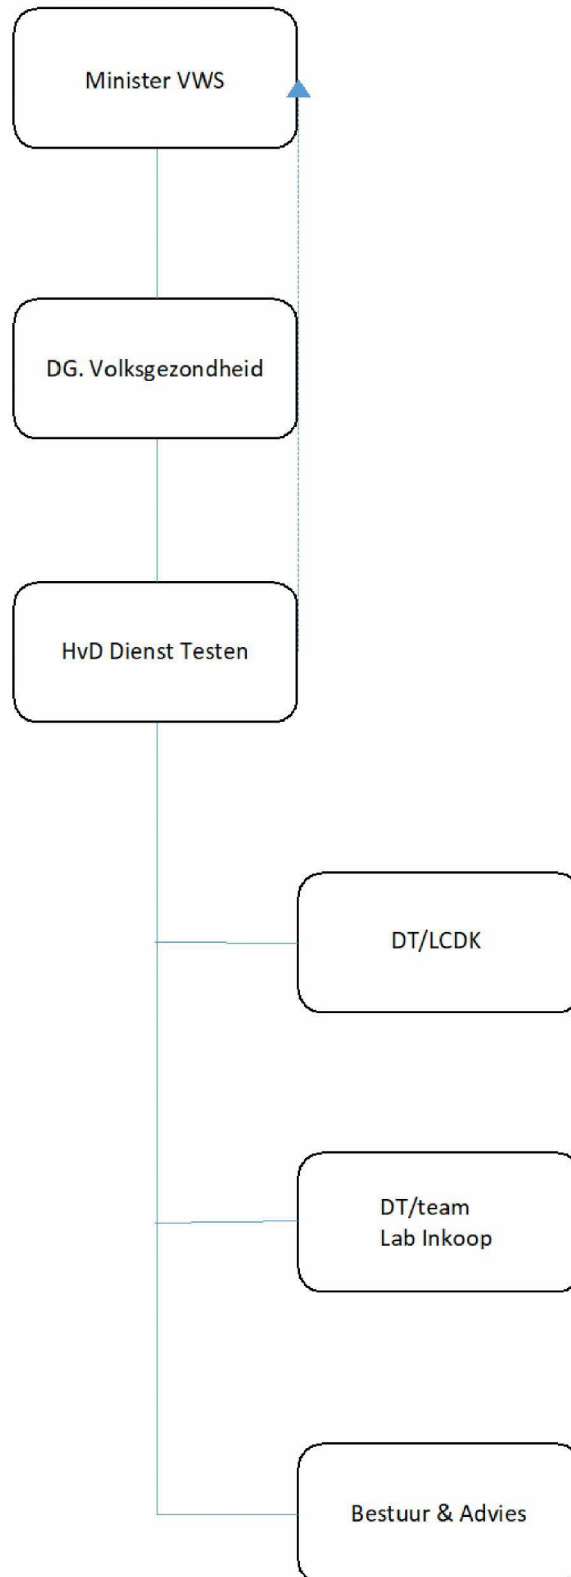 Minister VWS
DG. Volksgezondheid
HvD Dienst Testen
DT/LCDK
DT/team
Lab Inkoop
Bestuur & Advies